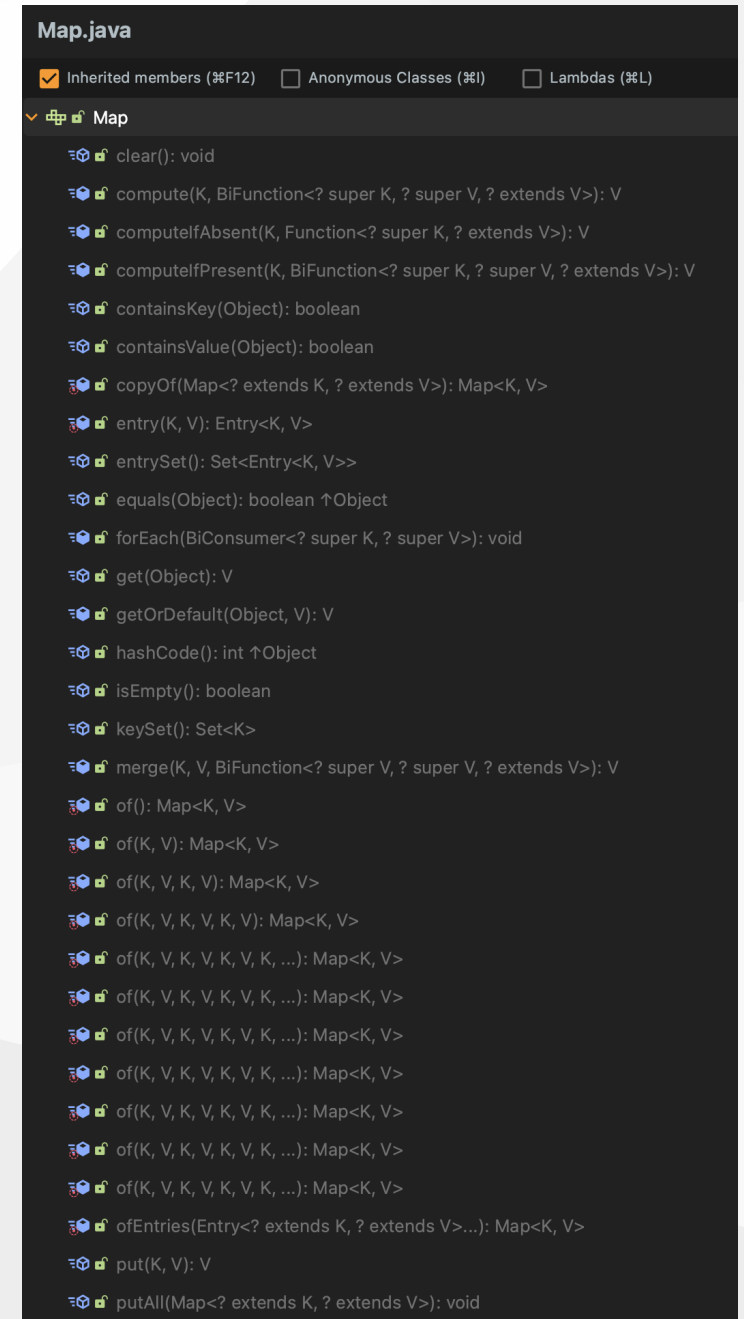 Map.java
Inherited members (⌘F12) Anonymous Classes (⌘I) Lambdas (⌘L)
Map
clear(): void
compute(K, BiFunction<? super K, ? super V, ? extends V>): V
computeIfAbsent(K, Function<? super K, ? extends V>): V
computeIfPresent(K, BiFunction<? super K, ? super V, ? extends V>): V
containsKey(Object): boolean
containsValue(Object): boolean
copyOf(Map<? extends K, ? extends V>): Map<K, V>
entry(K, V): Entry<K, V>
entrySet(): Set<Entry<K, V>>
equals(Object): boolean ↑Object
forEach(BiConsumer<? super K, ? super V>): void
get(Object): V
getOrDefault(Object, V): V
hashCode(): int ↑Object
isEmpty(): boolean
keySet(): Set<K>
merge(K, V, BiFunction<? super V, ? super V, ? extends V>): V
of(): Map<K, V>
of(K, V): Map<K, V>
of(K, V, K, V): Map<K, V>
of(K, V, K, V, K, V): Map<K, V>
of(K, V, K, V, K, V, K, ...): Map<K, V>
of(K, V, K, V, K, V, K, ...): Map<K, V>
of(K, V, K, V, K, V, K, ...): Map<K, V>
of(K, V, K, V, K, V, K, ...): Map<K, V>
of(K, V, K, V, K, V, K, ...): Map<K, V>
of(K, V, K, V, K, V, K, ...): Map<K, V>
of(K, V, K, V, K, V, K, ...): Map<K, V>
ofEntries(Entry<? extends K, ? extends V>...): Map<K, V>
put(K, V): V
putAll(Map<? extends K, ? extends V>): void